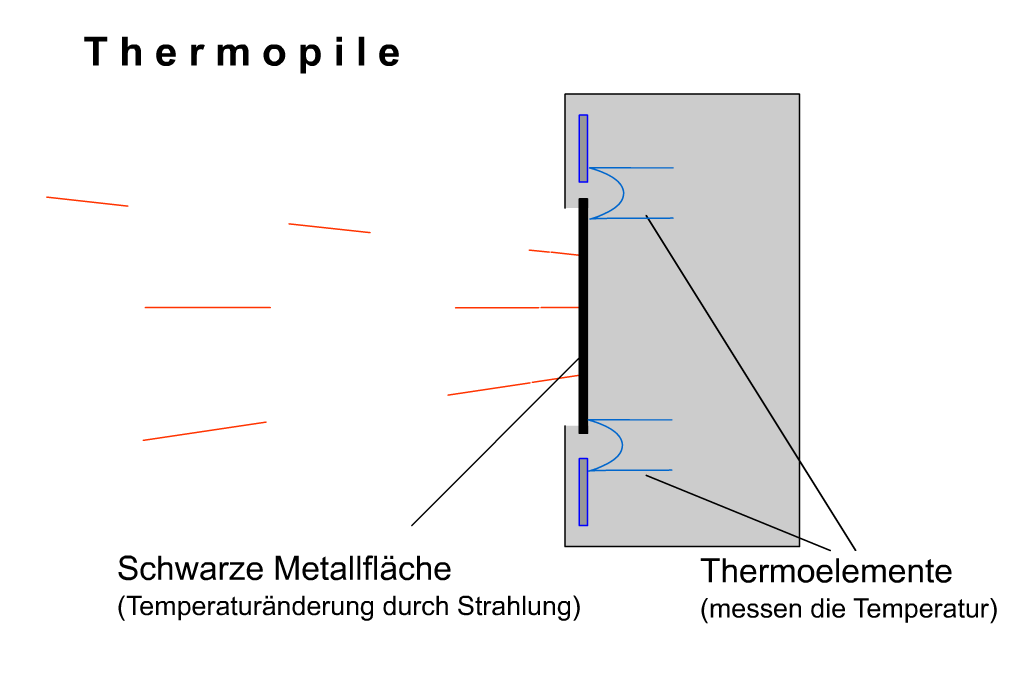 Thermopile
Schwarze Metallfläche
(Temperaturänderung durch Strahlung)
Thermoelemente
(messen die Temperatur)